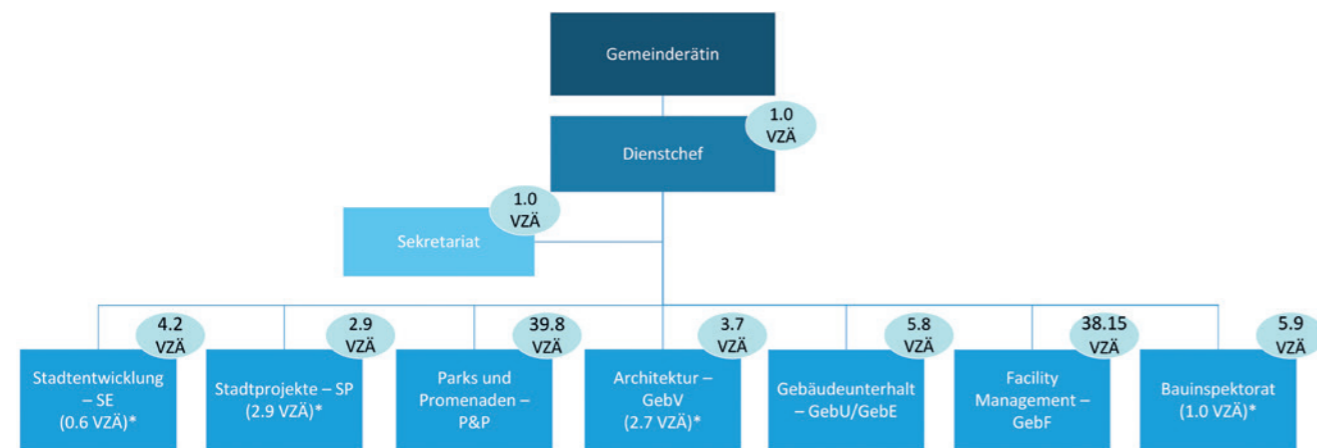 Gemeinderätin
1.0
VZÄ
Dienstchef
1.0
VZÄ
Sekretariat
4.2
VZÄ
Stadtentwicklung
– SE
(0.6 VZÄ)*
2.9
VZÄ
Stadtprojekte – SP
(2.9 VZÄ)*
39.8
VZÄ
Parks und
Promenaden –
P&P
3.7
VZÄ
Architektur –
GebV
(2.7 VZÄ)*
5.8
VZÄ
Gebäudeunterhalt
– GebU/GebE
38.15
VZÄ
Facility
Management –
GebF
5.9
VZÄ
Bauinspektorat
(1.0 VZÄ)*